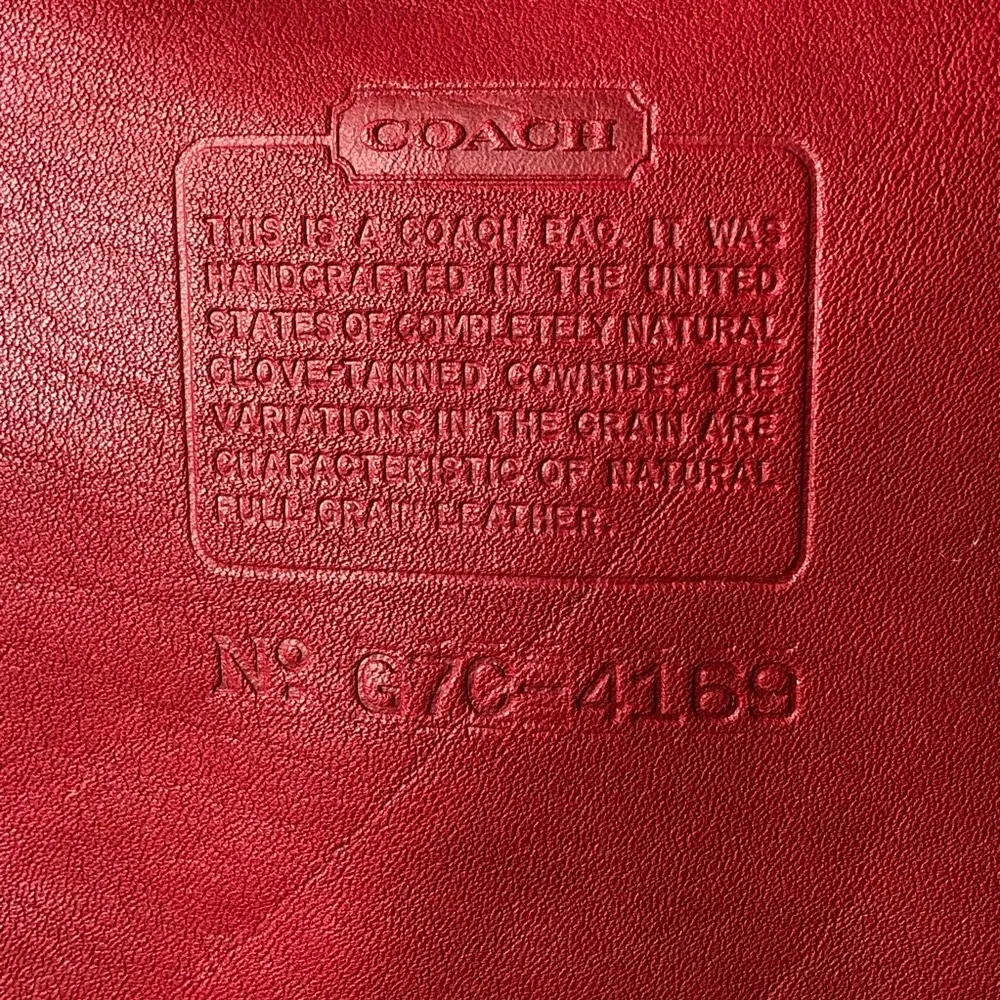 COACH
THIS IS A COACH BAG. IT WAS
HANDCRAFTED IN THE UNITED
STATES OF COMPLETELY NATURAL
GLOVE-TANNED COWHIDE. THE
VARIATIONS IN THE GRAIN ARE
CHARACTERISTIC OF NATURAL
FULL-GRAIN LEATHER.
No. G7C-4169